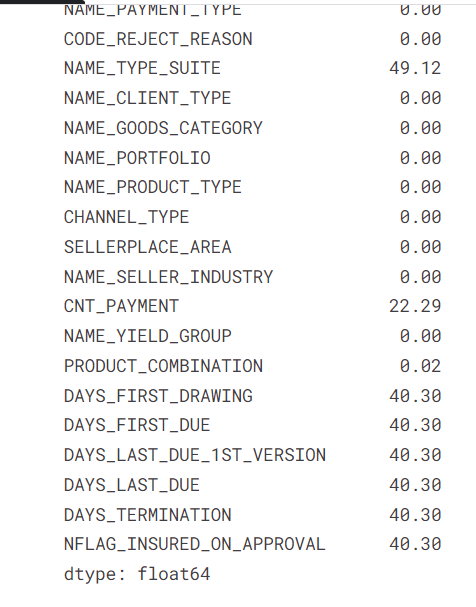 NAME_PAYMENT_TYPE 0.00
CODE_REJECT_REASON 0.00
NAME_TYPE_SUITE 49.12
NAME_CLIENT_TYPE 0.00
NAME_GOODS_CATEGORY 0.00
NAME_PORTFOLIO 0.00
NAME_PRODUCT_TYPE 0.00
CHANNEL_TYPE 0.00
SELLERPLACE_AREA 0.00
NAME_SELLER_INDUSTRY 0.00
CNT_PAYMENT 22.29
NAME_YIELD_GROUP 0.00
PRODUCT_COMBINATION 0.02
DAYS_FIRST_DRAWING 40.30
DAYS_FIRST_DUE 40.30
DAYS_LAST_DUE_1ST_VERSION 40.30
DAYS_LAST_DUE 40.30
DAYS_TERMINATION 40.30
NFLAG_INSURED_ON_APPROVAL 40.30
dtype: float64